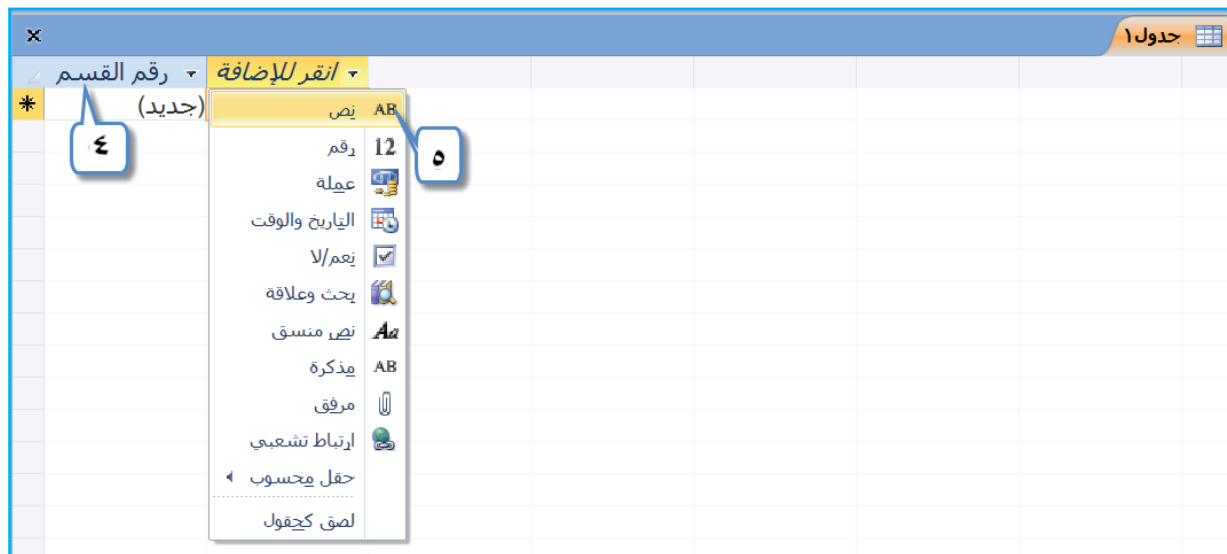 جدول١
رقم القسم
انقر للإضافة
(جديد)
٤
٥
AB نص
12 رقم
عملة
التاريخ والوقت
نعم/لا
بحث وعلاقة
Aa نص منسق
AB مذكرة
مرفق
ارتباط تشعبي
حقل محسوب
لصق كحقول